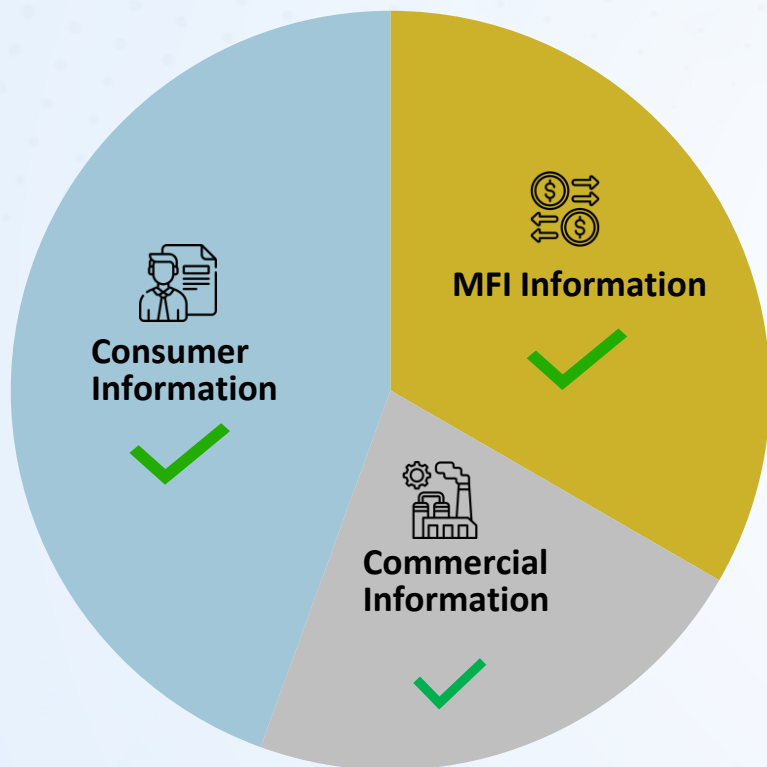 MFI Information
Consumer
Information
Commercial
Information